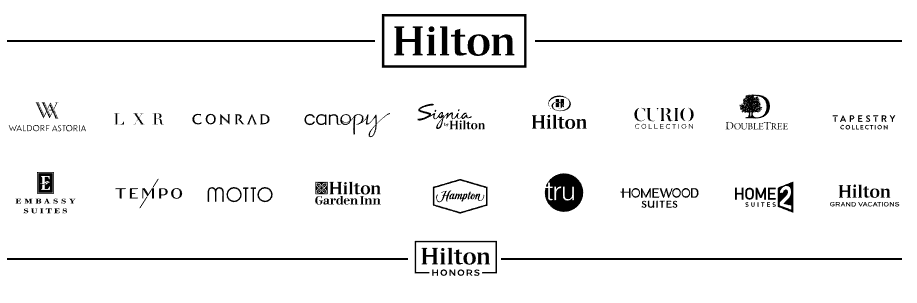 Hilton
WALDORF ASTORIA
LXR
CONRAD
canopy
Signia
by Hilton
H
Hilton
CURIO
COLLECTION
D
DOUBLETREE
TAPESTRY
COLLECTION
E
EMBASSY
SUITES
TEMPO
MOTTO
Hilton
Garden Inn
Hampton
tru
HOMEWOOD
SUITES
HOME2
SUITES
Hilton
GRAND VACATIONS
Hilton
HONORS